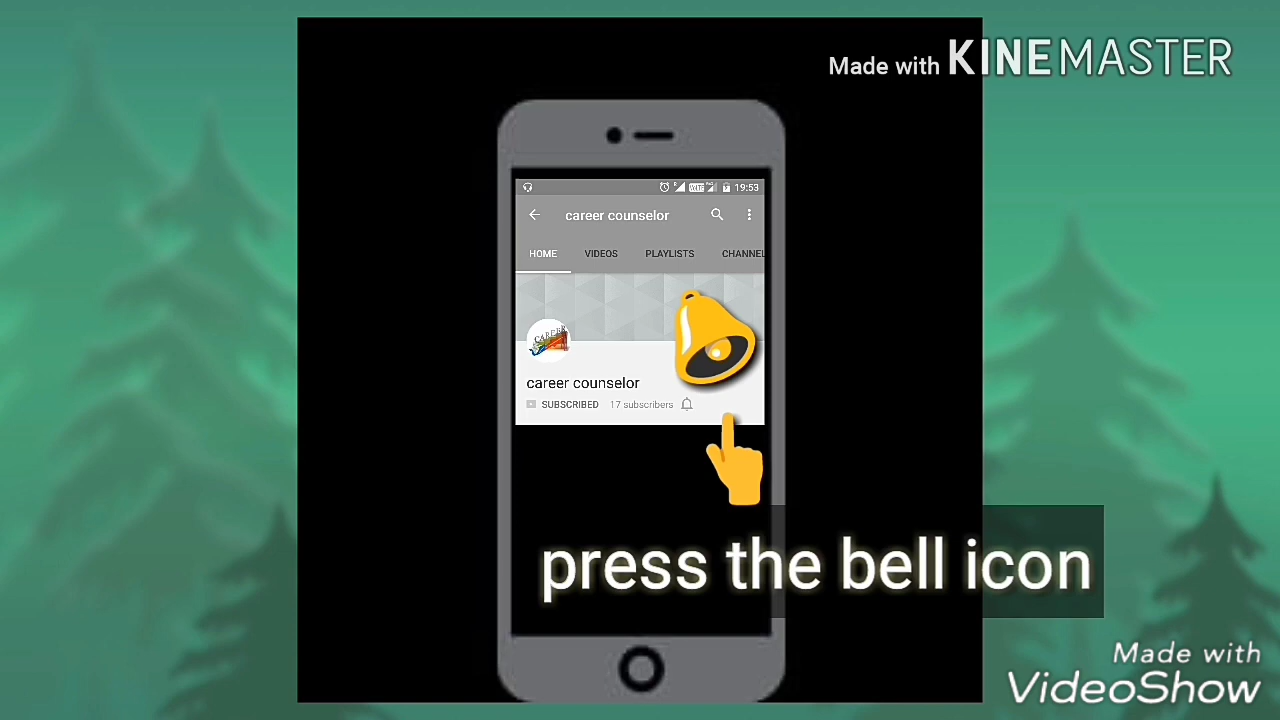 Made with KINEMASTER
19:53
career counselor
HOME VIDEOS PLAYLISTS CHANNEL
CAREER
career counselor
SUBSCRIBED 17 subscribers
press the bell icon
Made with
VideoShow